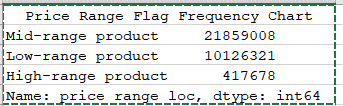 Price Range Flag Frequency Chart
Mid-range product 21859008
Low-range product 10126321
High-range product 417678
Name: price range loc, dtype: int64